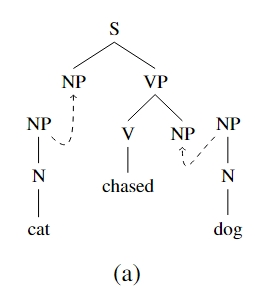 S
NP VP
NP V NP NP
N chased N
cat dog
(a)